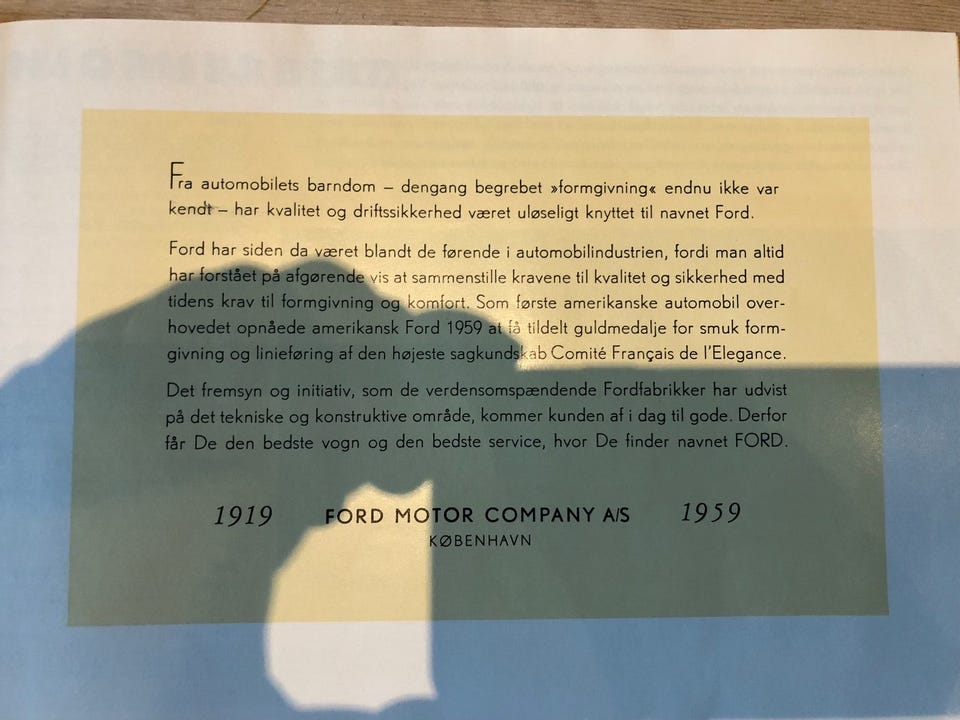 Fra automobilets barndom – dengang begrebet »formgivning« endnu ikke var
kendt – har kvalitet og driftssikkerhed været uløseligt knyttet til navnet Ford.
Ford har siden da været blandt de førende i automobilindustrien, fordi man altid
har forstået på afgørende vis at sammenstille kravene til kvalitet og sikkerhed med
tidens krav til formgivning og komfort. Som første amerikanske automobil over-
hovedet opnåede amerikansk Ford 1959 at få tildelt guldmedalje for smuk form-
givning og linieføring af den højeste sagkundskab Comité Français de l'Elegance.
Det fremsyn og initiativ, som de verdensomspændende Fordfabrikker har udvist
på det tekniske og konstruktive område, kommer kunden af i dag til gode. Derfor
får De den bedste vogn og den bedste service, hvor De finder navnet FORD.
1919 FORD MOTOR COMPANY A/S 1959
KØBENHAVN